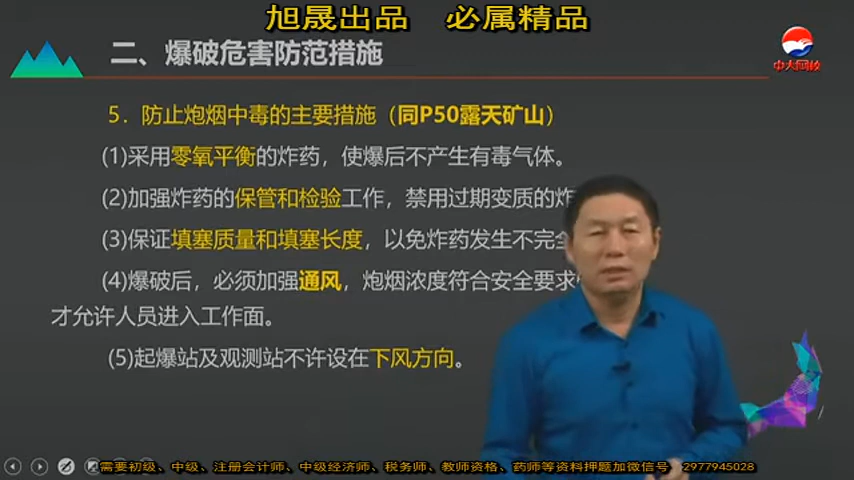 旭晟出品 必属精品
二、爆破危害防范措施
中大网校
5．防止炮烟中毒的主要措施（同P50露天矿山）
(1)采用零氧平衡的炸药，使爆后不产生有毒气体。
(2)加强炸药的保管和检验工作，禁用过期变质的炸
(3)保证填塞质量和填塞长度，以免炸药发生不完全
(4)爆破后，必须加强通风，炮烟浓度符合安全要求
才允许人员进入工作面。
(5)起爆站及观测站不许设在下风方向。
需要初级、中级、注册会计师、中级经济师、税务师、教师资格、药师等资料押题加微信号 2977945028